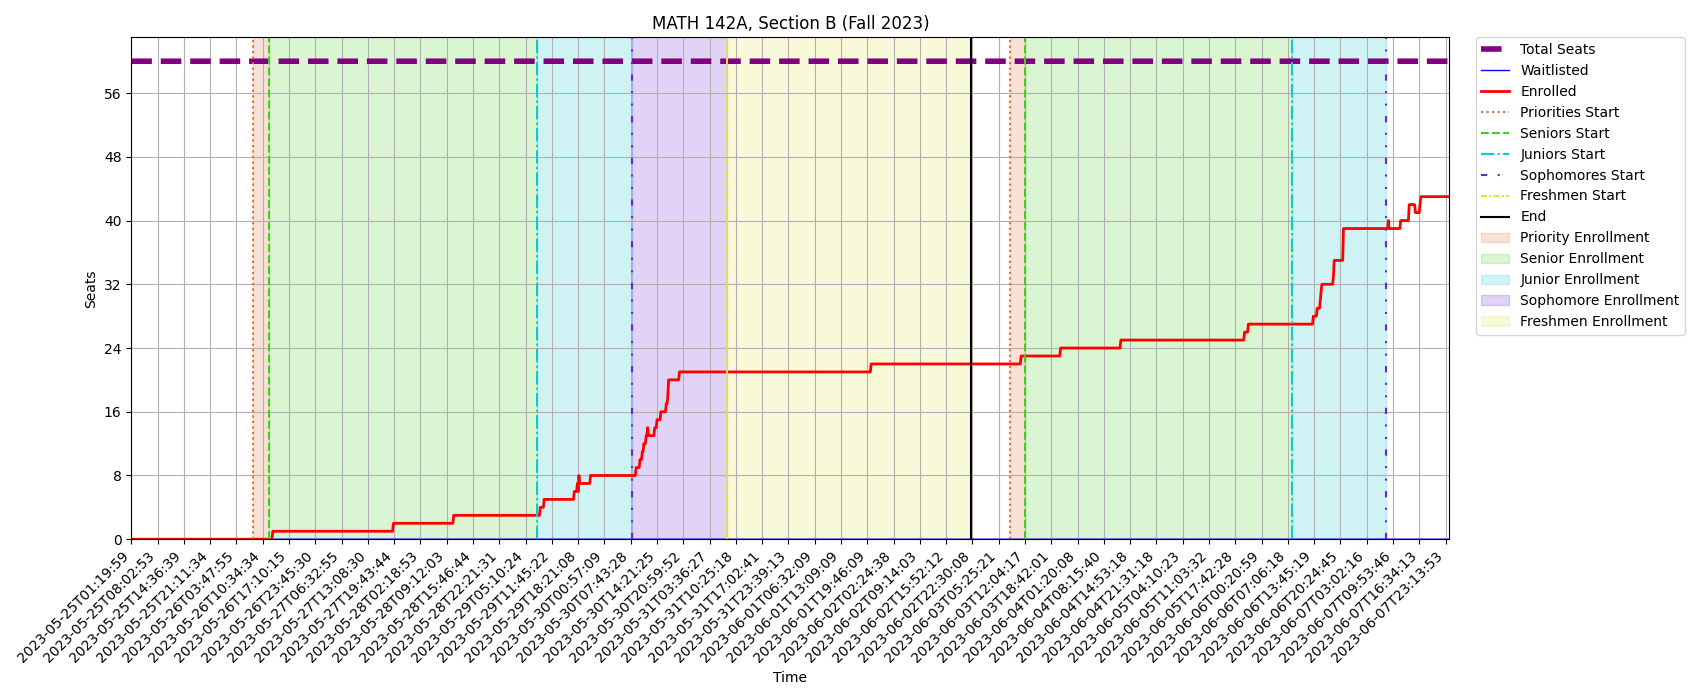 MATH 142A, Section B (Fall 2023)
Total Seats
Waitlisted
Enrolled
Priorities Start
Seniors Start
Juniors Start
Sophomores Start
Freshmen Start
End
Priority Enrollment
Senior Enrollment
Junior Enrollment
Sophomore Enrollment
Freshmen Enrollment
Seats
56
48
40
32
24
16
8
0
2023-05-25T01:19:59
2023-05-25T08:02:53
2023-05-25T14:36:39
2023-05-25T21:11:34
2023-05-26T03:47:55
2023-05-26T10:34:34
2023-05-26T17:10:15
2023-05-26T23:45:30
2023-05-27T06:32:55
2023-05-27T13:08:30
2023-05-27T19:43:44
2023-05-28T02:18:53
2023-05-28T09:12:03
2023-05-28T15:46:44
2023-05-28T22:21:31
2023-05-29T05:10:24
2023-05-29T11:45:22
2023-05-29T18:21:08
2023-05-30T00:57:09
2023-05-30T07:43:28
2023-05-30T14:21:25
2023-05-30T20:59:52
2023-05-31T03:36:27
2023-05-31T10:25:18
2023-05-31T17:02:41
2023-05-31T23:39:13
2023-06-01T06:32:09
2023-06-01T13:09:09
2023-06-01T19:46:09
2023-06-02T02:24:38
2023-06-02T09:14:03
2023-06-02T15:52:12
2023-06-02T22:30:08
2023-06-03T05:25:21
2023-06-03T12:04:17
2023-06-03T18:42:01
2023-06-04T01:20:08
2023-06-04T08:15:40
2023-06-04T14:53:18
2023-06-04T21:31:18
2023-06-05T04:10:23
2023-06-05T11:03:32
2023-06-05T17:42:28
2023-06-06T00:20:59
2023-06-06T07:06:18
2023-06-06T13:45:19
2023-06-06T20:24:45
2023-06-07T03:02:16
2023-06-07T09:53:46
2023-06-07T16:34:13
2023-06-07T23:13:53
Time